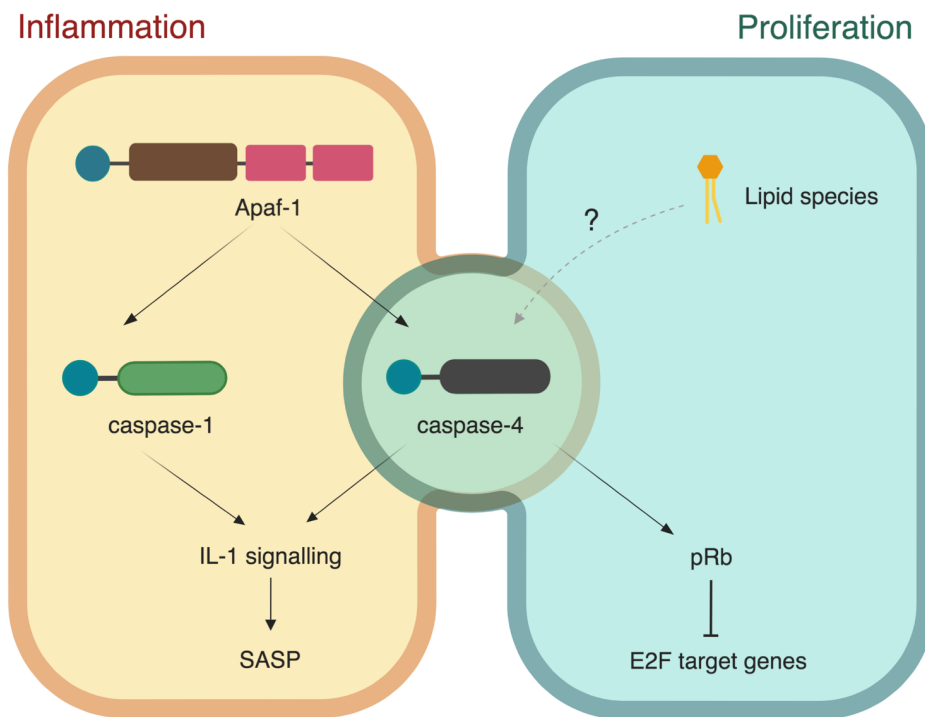 Inflammation
Proliferation
Apaf-1
Lipid species
?
caspase-1
caspase-4
IL-1 signalling
pRb
SASP
E2F target genes